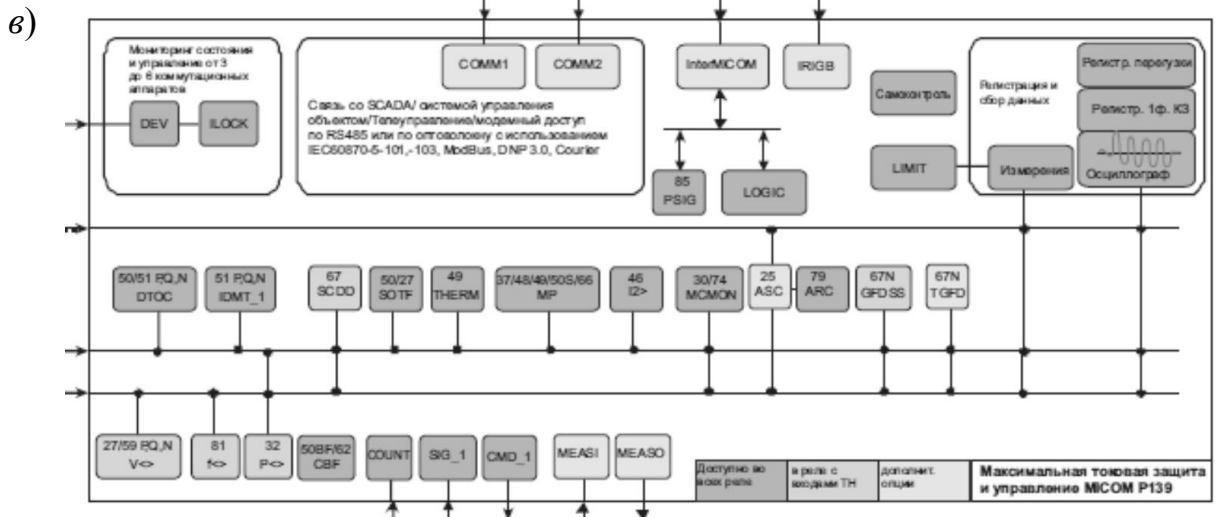 в)
Мониторинг состояния
и управление от 3
до 6 коммутационных
аппаратов
DEV
ILOCK
COMM1
COMM2
Связь со SCADA/ системой управления
объектом/Телеуправление/модемный доступ
по RS485 или по оптоволокну с использованием
IEC60870-5-101,-103, ModBus, DNP 3.0, Courier
InterMiCOM
IRIGB
85
PSIG
LOGIC
Самоконтроль
LIMIT
Регистрация и
сбор данных
Измерения
Регистр. перегузки
Регистр. 1ф. КЗ
Осциллограф
50/51 P,Q,N
DTOC
51 P,Q,N
IDMT_1
67
SCDD
50/27
SOTF
49
THERM
37/48/49/50S/66
MP
46
I2>
30/74
MCMON
25
ASC
79
ARC
67N
GFDSS
67N
TGFD
27/59 P,Q,N
V<>
81
f<>
32
P<>
50BF/62
CBF
COUNT
SIG_1
CMD_1
MEASI
MEASO
Доступно во
всех реле
в реле с
входами ТН
дополнит.
опции
Максимальная токовая защита
и управление MICOM P139